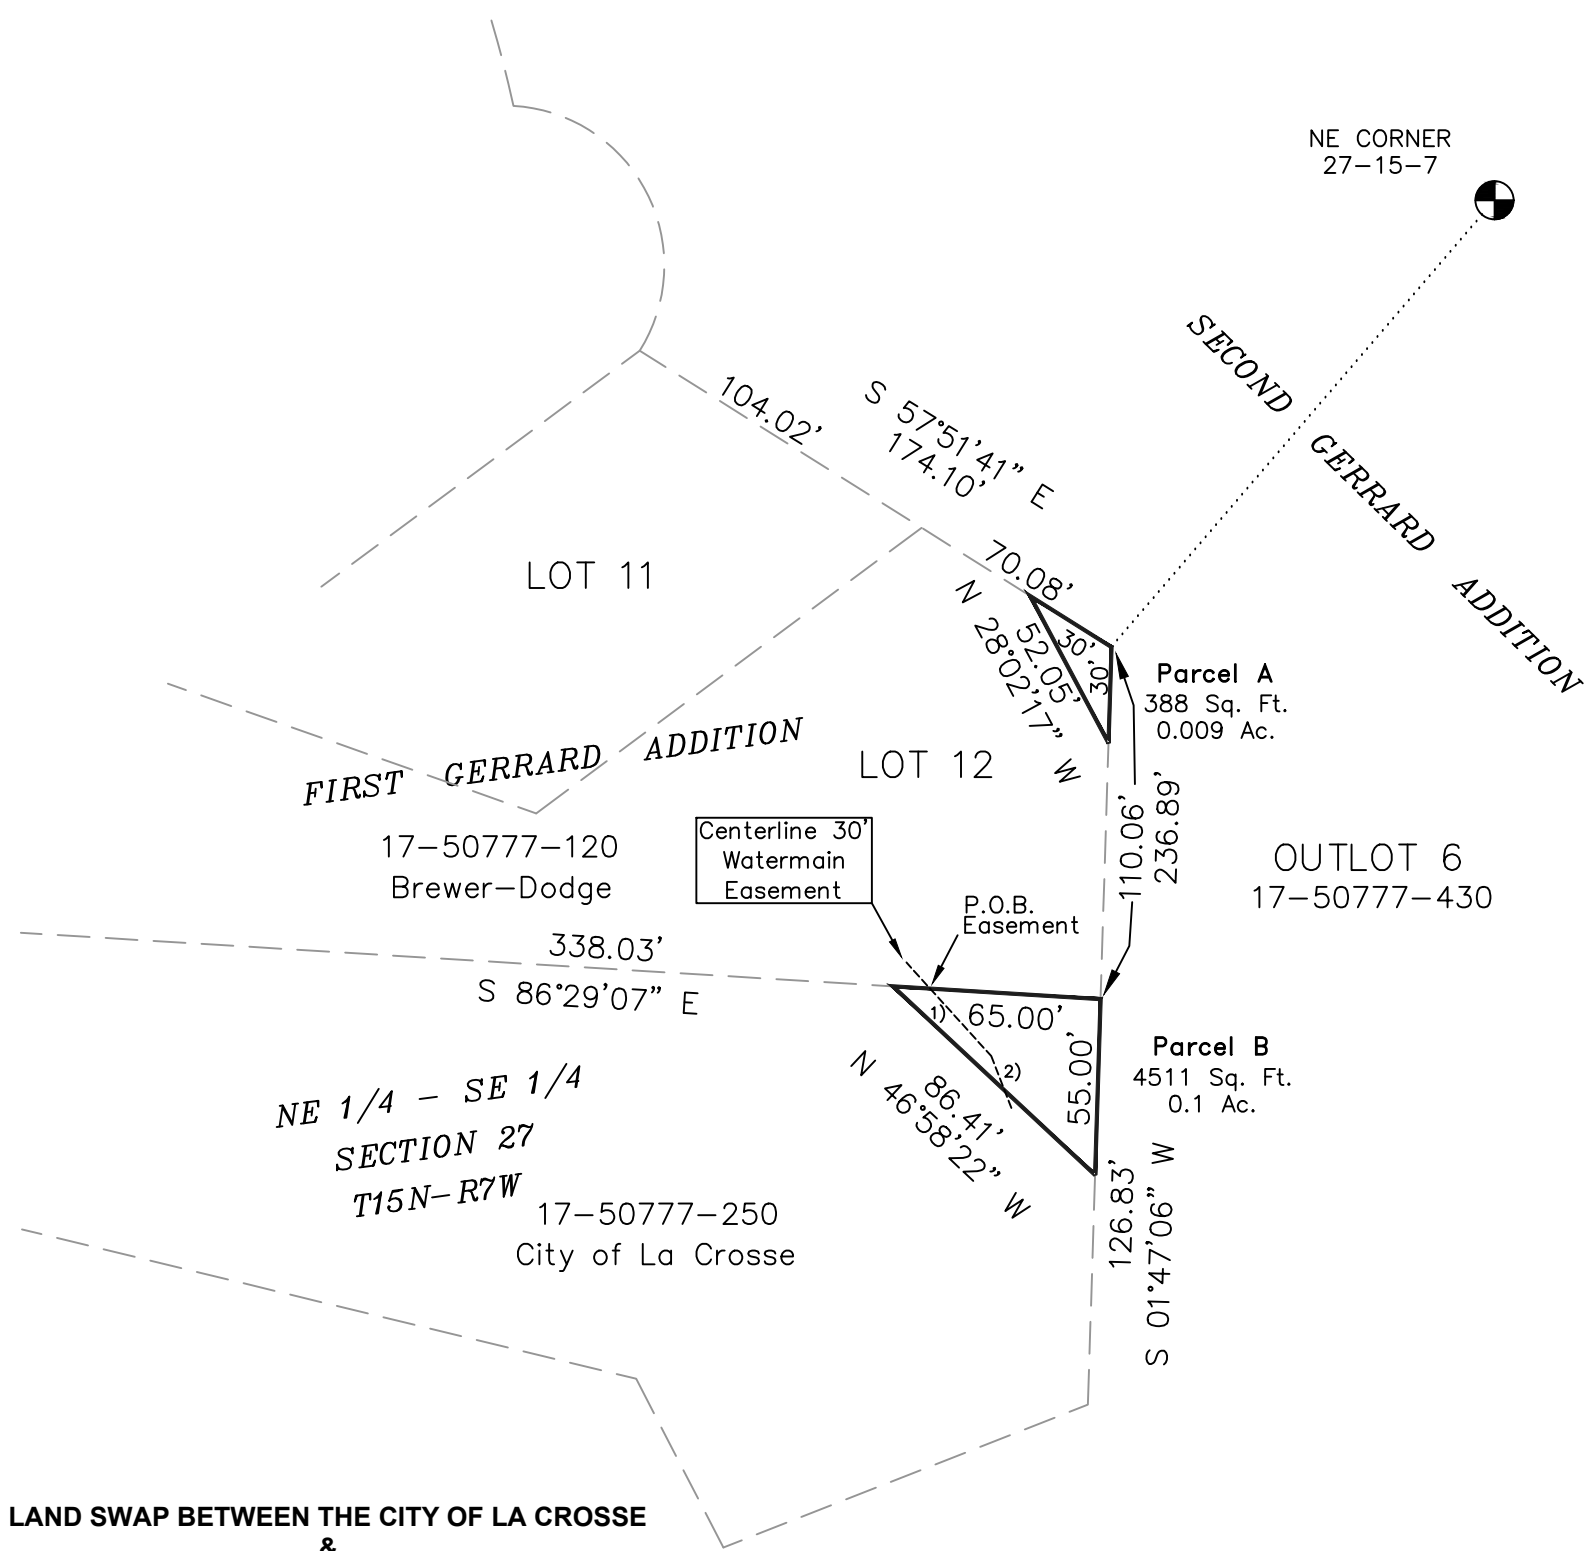 NE CORNER
27-15-7
SECOND GERRARD ADDITION
104.02'
S 57°51'41" E
174.10'
70.08'
LOT 11
N 28°02'17" W
52.05'
30'
30.0'
Parcel A
388 Sq. Ft.
0.009 Ac.
FIRST GERRARD ADDITION
LOT 12
110.06'
236.89'
17-50777-120
Brewer-Dodge
Centerline 30'
Watermain
Easement
OUTLOT 6
17-50777-430
P.O.B.
Easement
338.03'
S 86°29'07" E
1)
65.00'
2)
55.00'
Parcel B
4511 Sq. Ft.
0.1 Ac.
86.41'
N 46°58'22" W
NE 1/4 - SE 1/4
SECTION 27
T15N-R7W
126.83'
S 01°47'06" W
17-50777-250
City of La Crosse
LAND SWAP BETWEEN THE CITY OF LA CROSSE
&